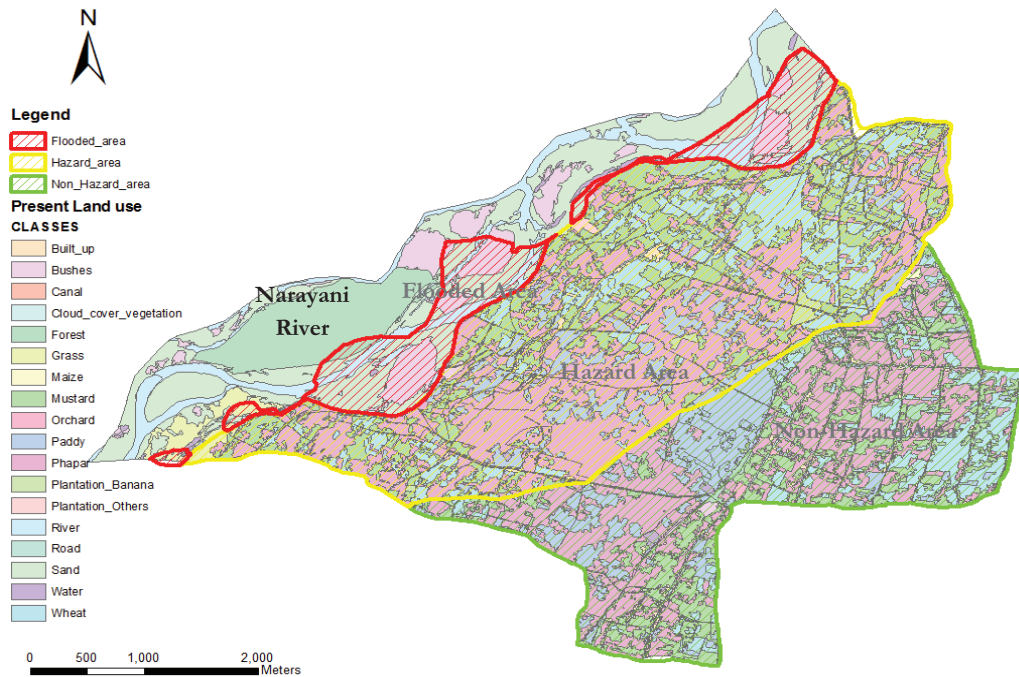 N
Legend
Flooded_area
Hazard_area
Non_Hazard_area
Present Land use
CLASSES
Built_up
Bushes
Canal
Cloud_cover_vegetation
Forest
Grass
Maize
Mustard
Orchard
Paddy
Phapar
Plantation_Banana
Plantation_Others
River
Road
Sand
Water
Wheat
0 500 1,000 2,000
Meters
Narayani
River
Flooded Area
Hazard Area
Non-Hazard Area